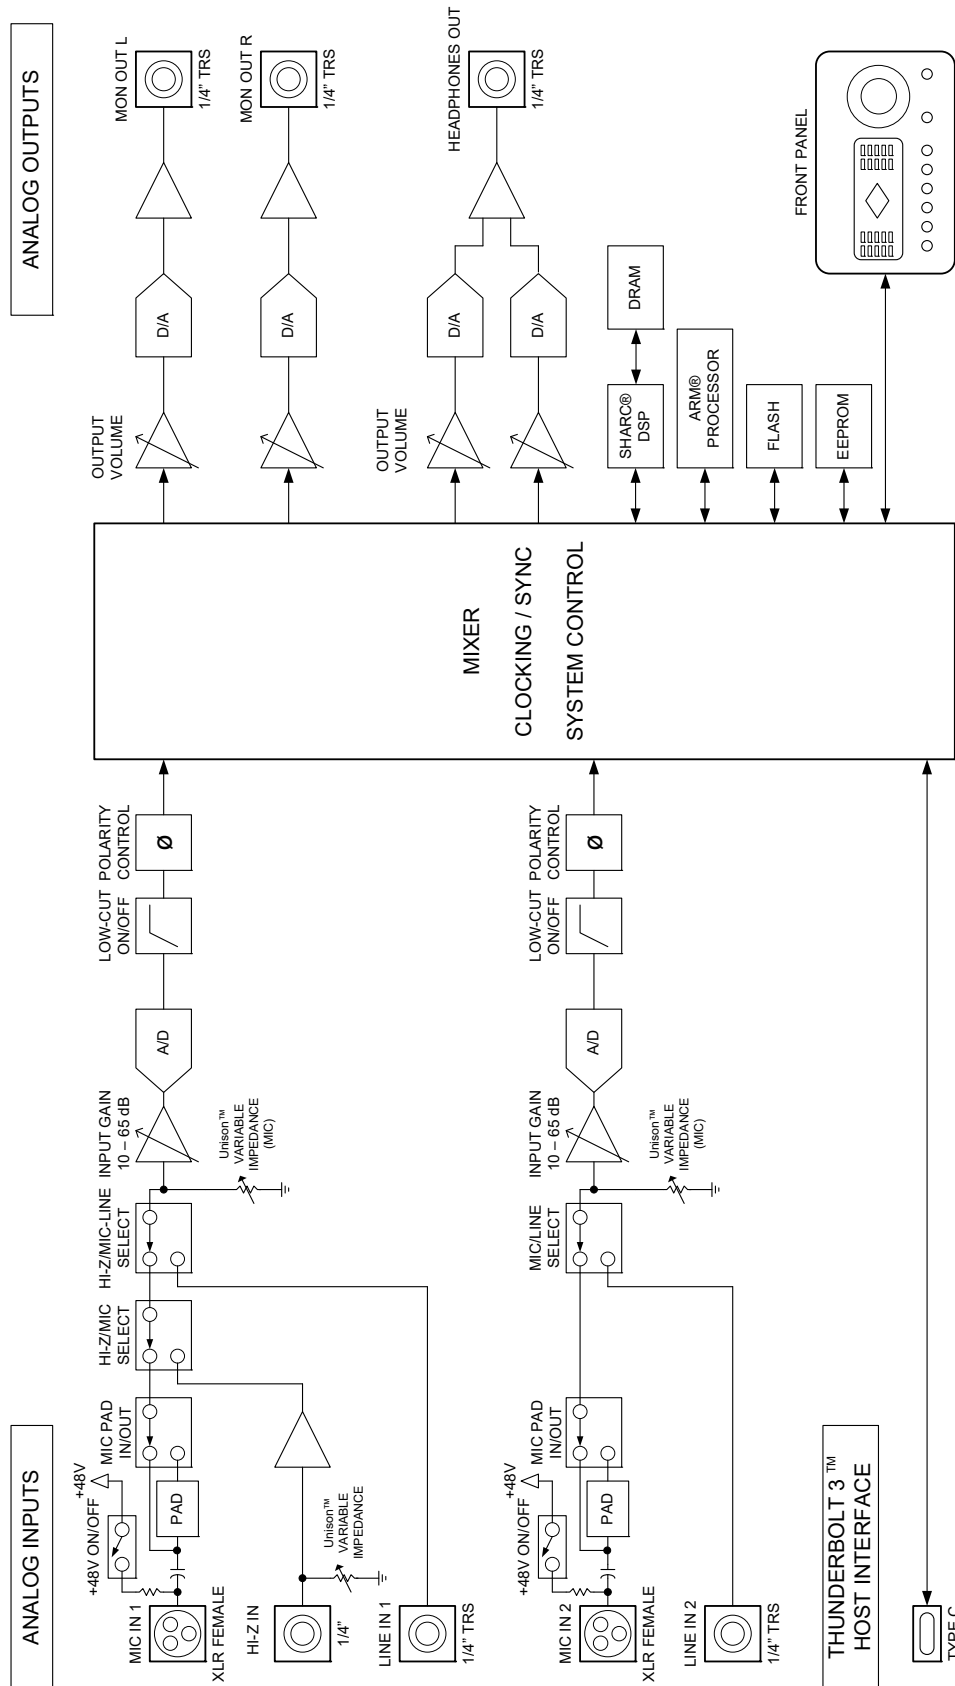 ANALOG INPUTS
ANALOG OUTPUTS
+48V ON/OFF
+48V
MIC IN 1
XLR FEMALE
PAD
MIC PAD
IN/OUT
HI-Z/MIC
SELECT
HI-Z/MIC-LINE
SELECT
INPUT GAIN
10 – 65 dB
Unison™
VARIABLE
IMPEDANCE
(MIC)
A/D
LOW-CUT
ON/OFF
POLARITY
CONTROL
Ø
HI-Z IN
1/4"
Unison™
VARIABLE
IMPEDANCE
LINE IN 1
1/4" TRS
+48V ON/OFF
+48V
MIC IN 2
XLR FEMALE
PAD
MIC PAD
IN/OUT
MIC/LINE
SELECT
INPUT GAIN
10 – 65 dB
Unison™
VARIABLE
IMPEDANCE
(MIC)
A/D
LOW-CUT
ON/OFF
POLARITY
CONTROL
Ø
LINE IN 2
1/4" TRS
THUNDERBOLT 3 ™
HOST INTERFACE
TYPE C
MIXER
CLOCKING / SYNC
SYSTEM CONTROL
OUTPUT
VOLUME
D/A
MON OUT L
1/4" TRS
D/A
MON OUT R
1/4" TRS
OUTPUT
VOLUME
D/A
D/A
HEADPHONES OUT
1/4" TRS
SHARC®
DSP
DRAM
ARM®
PROCESSOR
FLASH
EEPROM
FRONT PANEL